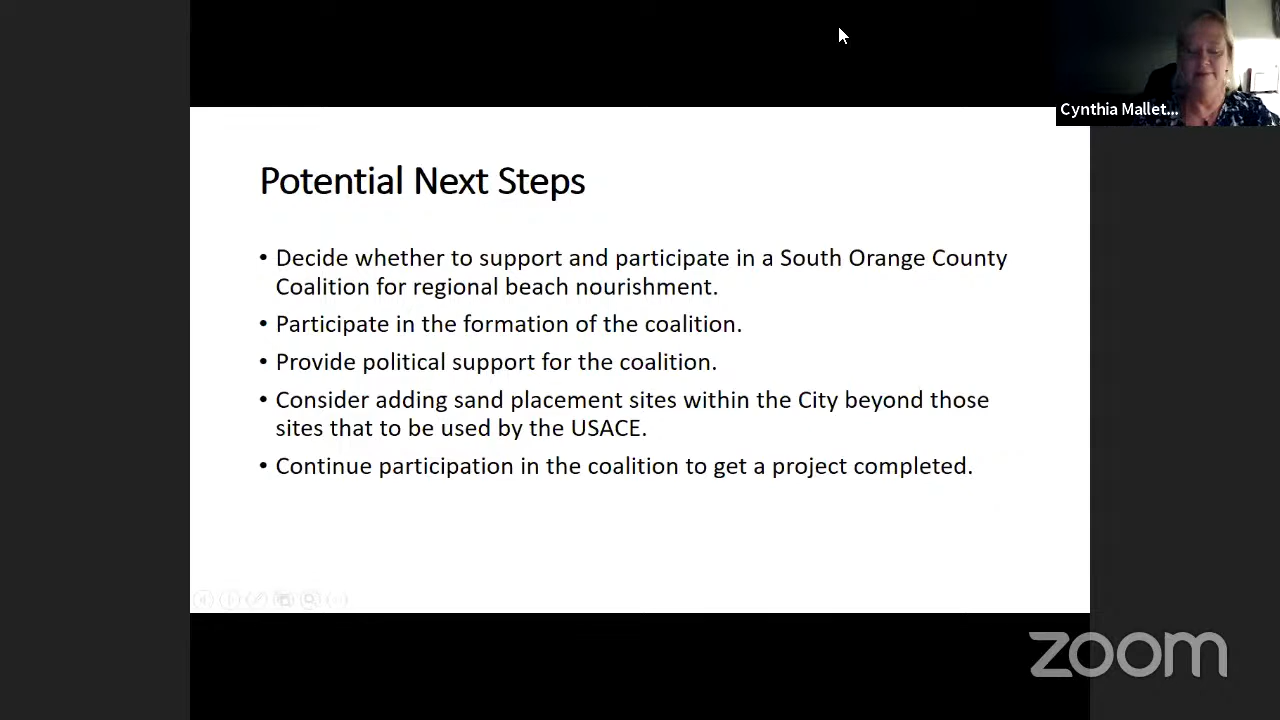 Cynthia Mallet...
Potential Next Steps
• Decide whether to support and participate in a South Orange County
Coalition for regional beach nourishment.
• Participate in the formation of the coalition.
• Provide political support for the coalition.
• Consider adding sand placement sites within the City beyond those
sites that to be used by the USACE.
• Continue participation in the coalition to get a project completed.
zoom